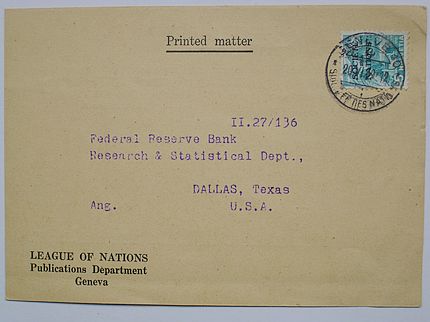 Printed matter
II.27/136
Federal Reserve Bank
Research & Statistical Dept.,
DALLAS, Texas
Ang. U.S.A.
LEAGUE OF NATIONS
Publications Department
Geneva